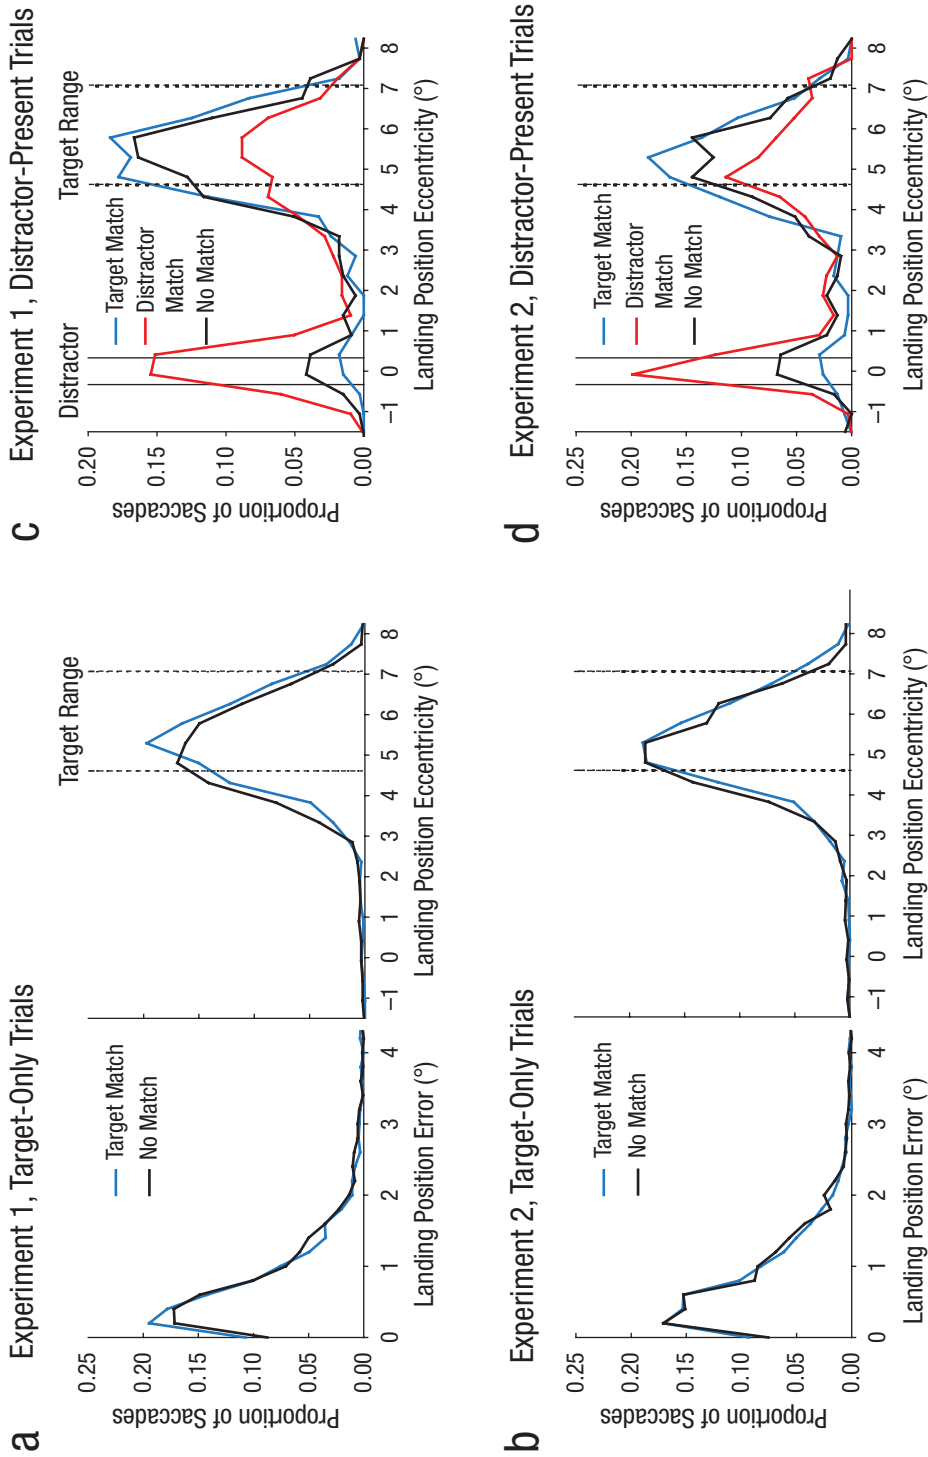 a
Experiment 1, Target-Only Trials
Proportion of Saccades
0.25
0.20
0.15
0.10
0.05
0.00
Target Match
No Match
0 1 2 3 4
Landing Position Error (°)
Target Range
−1 0 1 2 3 4 5 6 7 8
Landing Position Eccentricity (°)
b
Experiment 2, Target-Only Trials
Proportion of Saccades
0.25
0.20
0.15
0.10
0.05
0.00
Target Match
No Match
0 1 2 3 4
Landing Position Error (°)
−1 0 1 2 3 4 5 6 7 8
Landing Position Eccentricity (°)
c
Experiment 1, Distractor-Present Trials
Distractor
Target Range
Proportion of Saccades
0.20
0.15
0.10
0.05
0.00
Target Match
Distractor
Match
No Match
−1 0 1 2 3 4 5 6 7 8
Landing Position Eccentricity (°)
d
Experiment 2, Distractor-Present Trials
Proportion of Saccades
0.25
0.20
0.15
0.10
0.05
0.00
Target Match
Distractor
Match
No Match
−1 0 1 2 3 4 5 6 7 8
Landing Position Eccentricity (°)